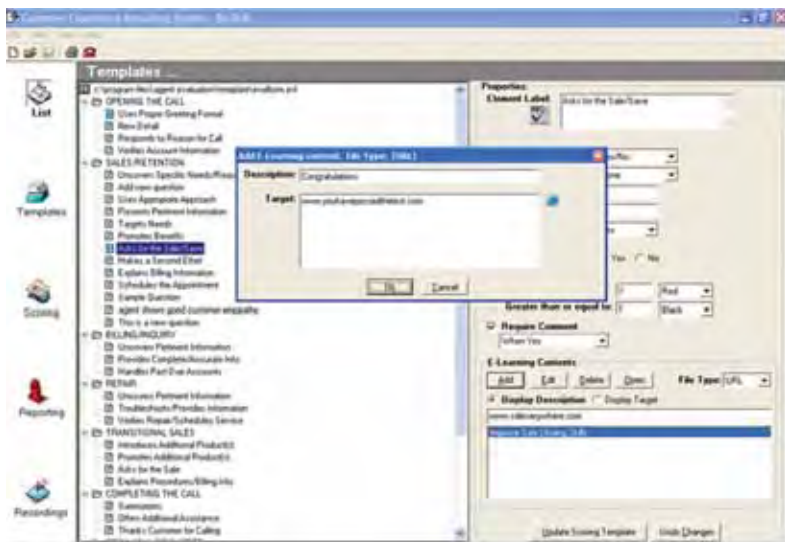 Templates ...
List
Templates
Scoring
Reporting
Recordings
OPENING THE CALL
Uses Proper Greeting Format
Responds to Reason for Call
Verifies Account Information
SALES/RETENTION
Uncovers Specific Needs/
Add new question
Uses Appropriate Approach
Presents Pertinent Information
Targets Needs
Promotes Benefits
Asks for the Sale/Save
Makes a Second Effort
Explains Billing Information
Schedules the Appointment
Sample Question
agent shows good customer empathy
This is a new question
BILLING/INQUIRY
Uncovers Pertinent Information
Provides Complete/Accurate Info
Handles Past Due Accounts
REPAIR
Uncovers Pertinent Information
Troubleshoots/Provides Information
Verifies Repair/Schedules Service
TRANSITIONAL SALES
Introduces Additional Product(s)
Promotes Additional Product(s)
Asks for the Sale
Explains Procedures/Billing Info
COMPLETING THE CALL
Summarizes
Offers Additional Assistance
Thanks Customer for Calling
Add E-Learning content. File Type: [URL]
Description: Congratulations
Target:
Ok Cancel
Properties:
Element Label: Asks for the Sale/Save
Yes No
Red
Greater than or equal to: Black
Require Comment
When Yes
E-Learning Contents
Add Edit Delete Open File Type: URL
Display Description Display Target
Update Scoring Template Undo Changes